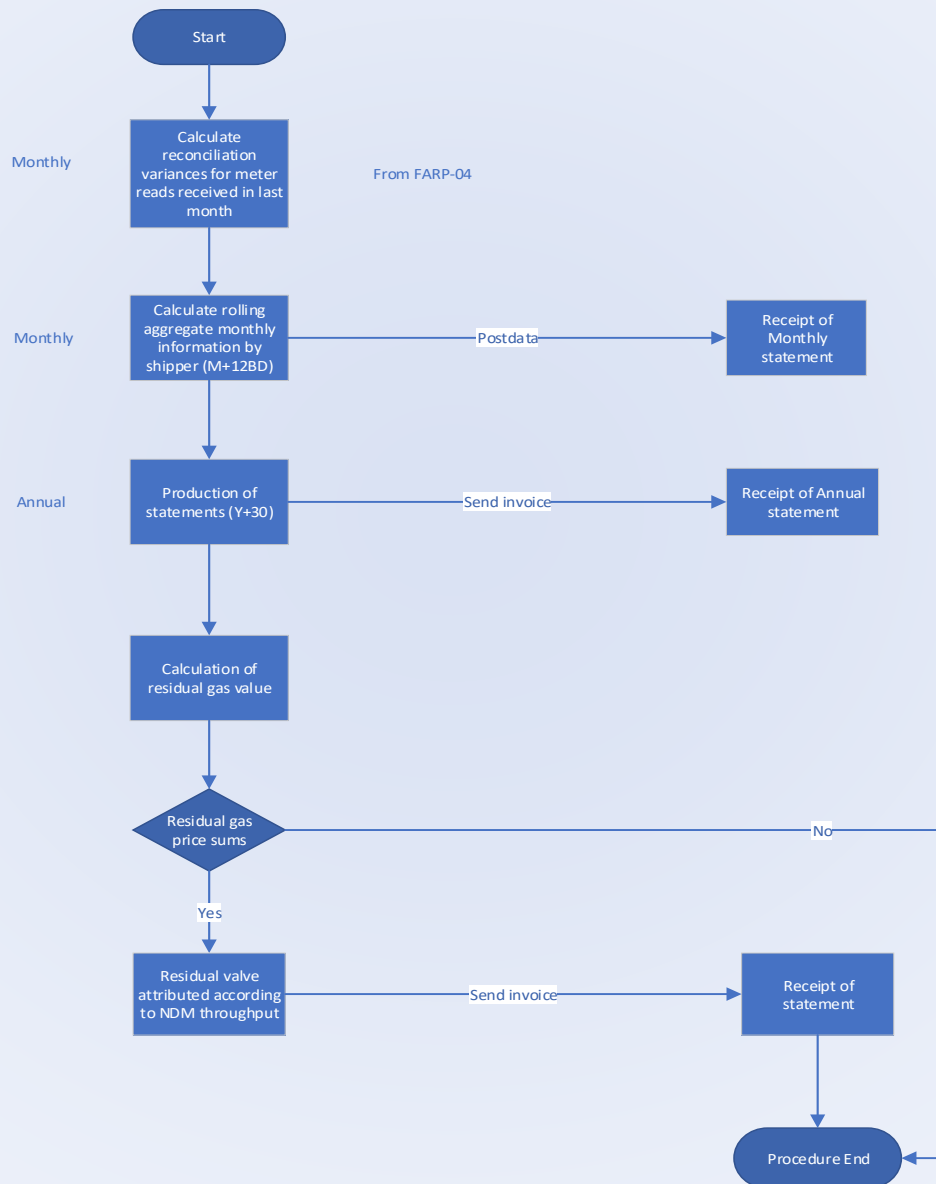 Start
Monthly
Calculate
reconciliation
variances for meter
reads received in last
month
From FARP-04
Monthly
Calculate rolling
aggregate monthly
information by
shipper (M+12BD)
Postdata
Receipt of
Monthly
statement
Annual
Production of
statements (Y+30)
Send invoice
Receipt of Annual
statement
Calculation of
residual gas value
Residual gas
price sums
No
Yes
Residual valve
attributed according
to NDM throughput
Send invoice
Receipt of
statement
Procedure End